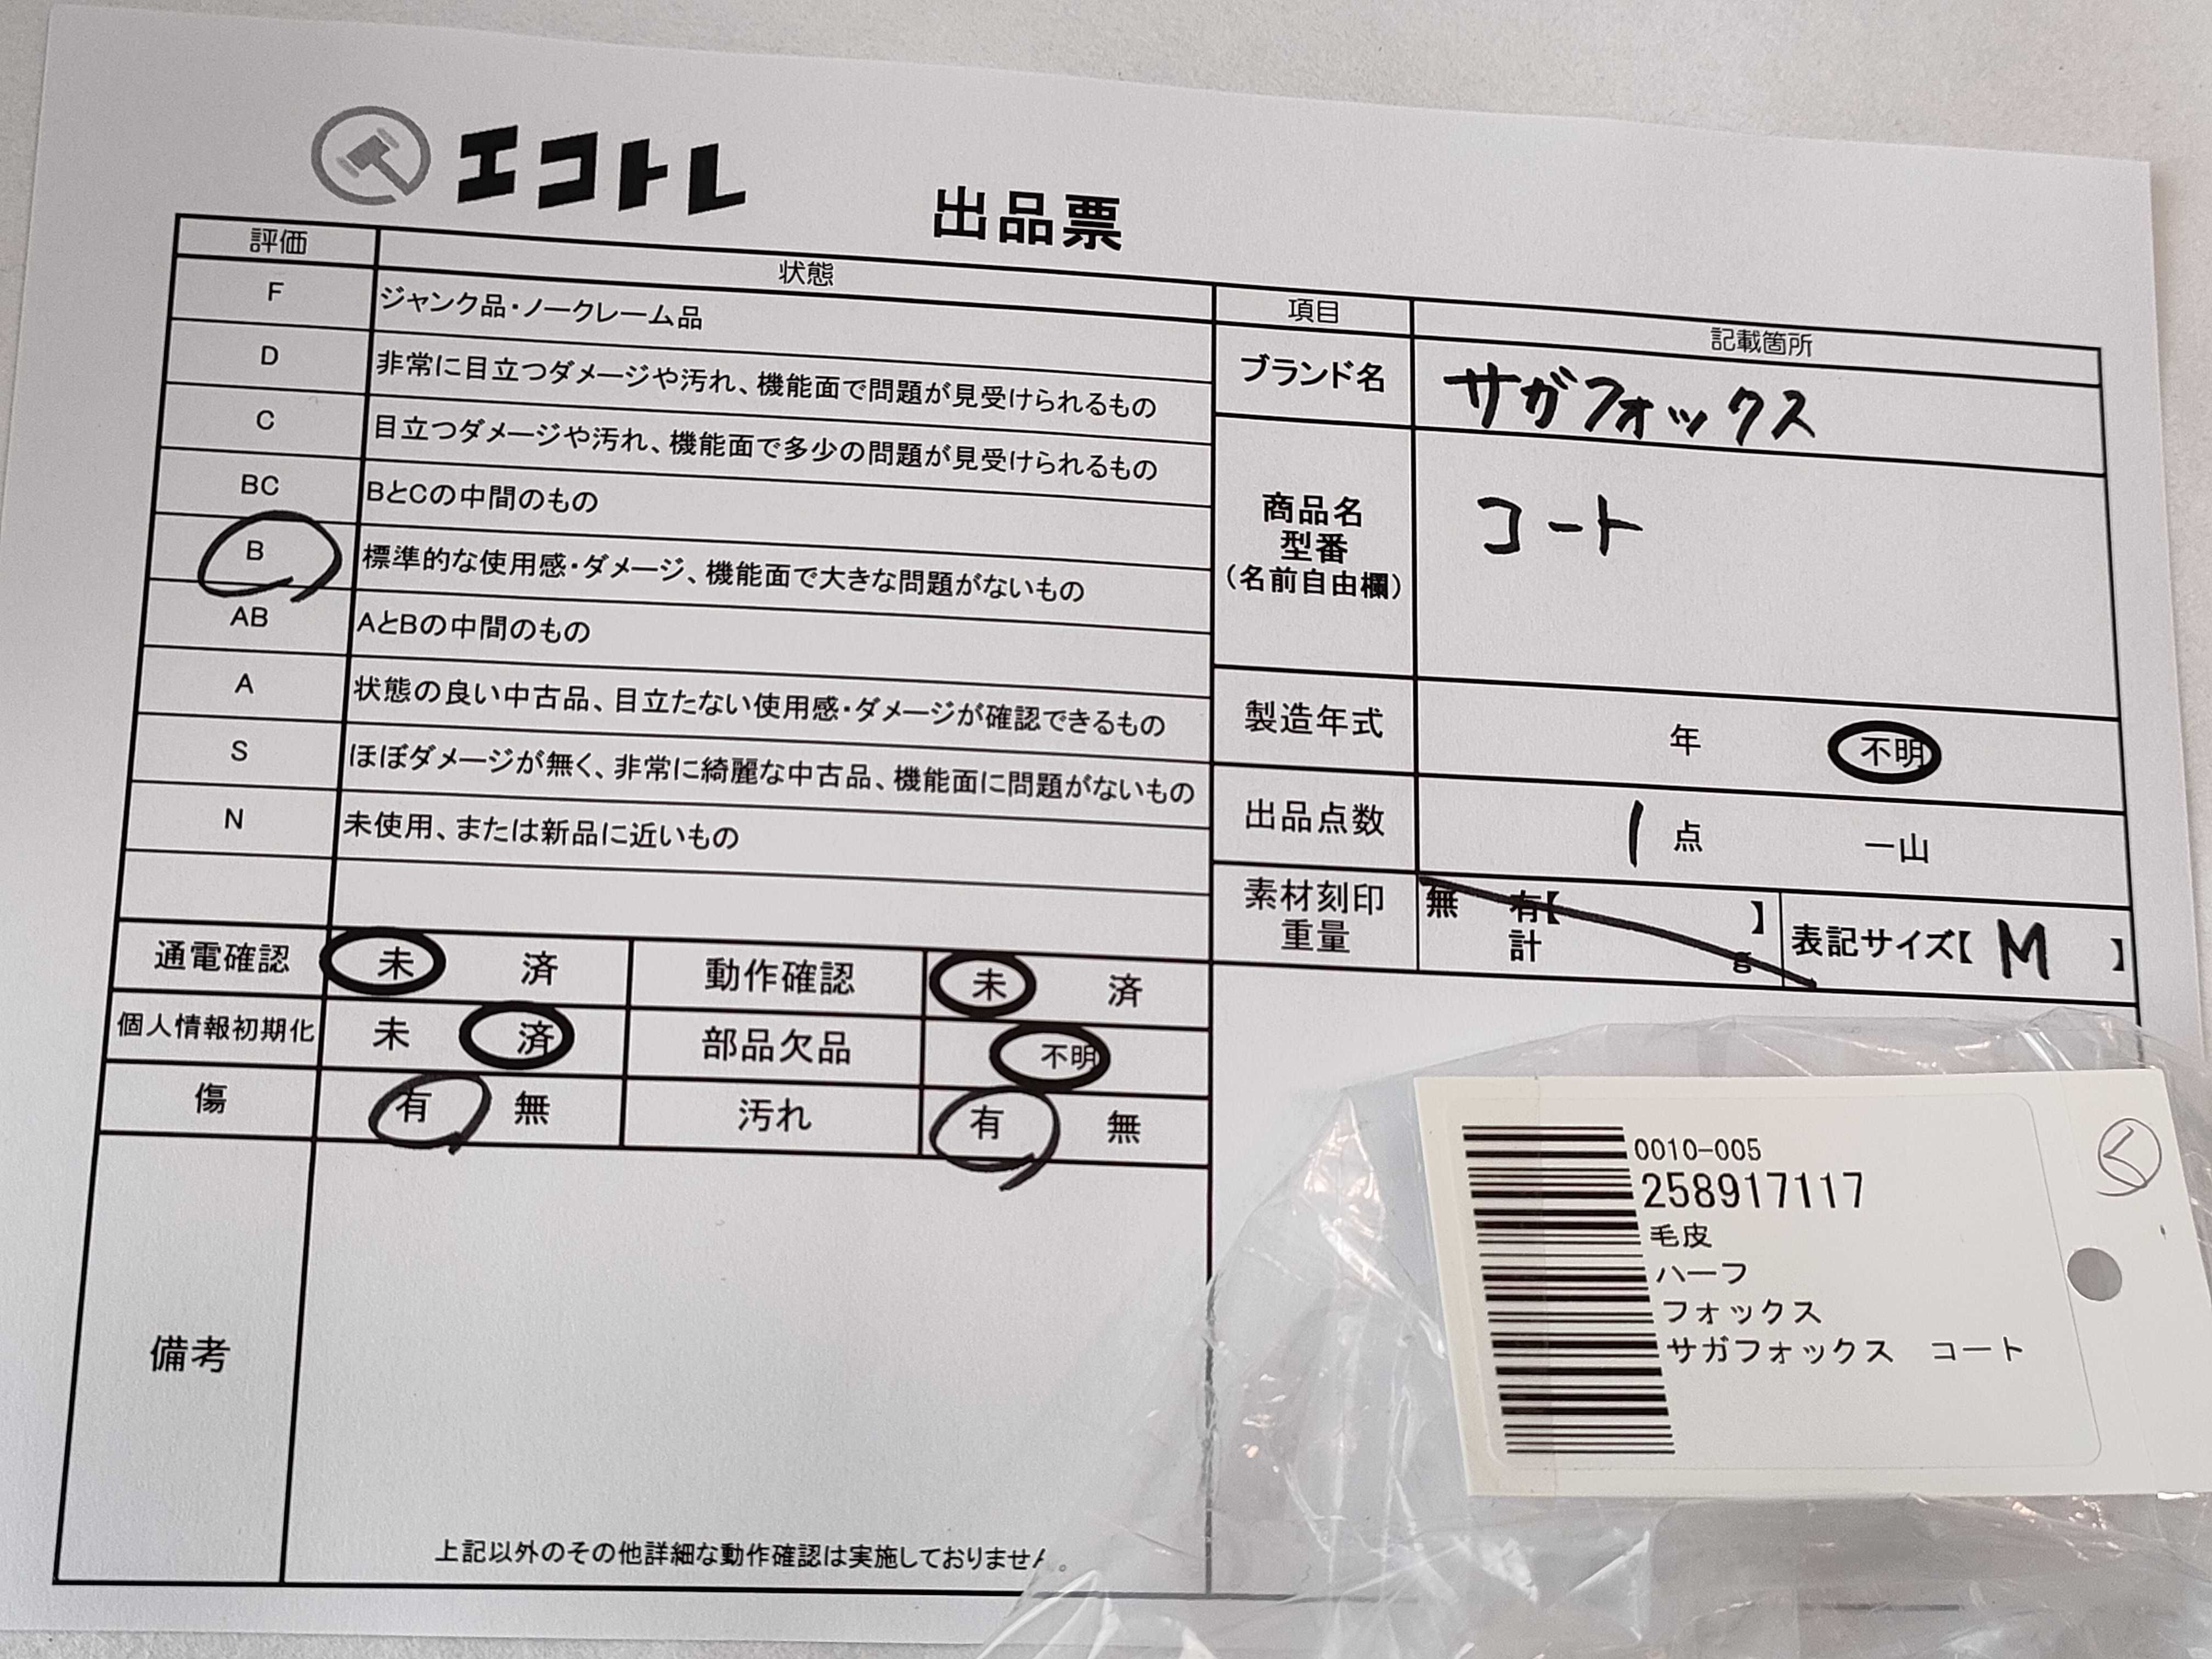 エコトレ
出品票
評価 状態
F ジャンク品・ノークレーム品
D 非常に目立つダメージや汚れ、機能面で問題が見受けられるもの
C 目立つダメージや汚れ、機能面で多少の問題が見受けられるもの
BC BとCの中間のもの
B 標準的な使用感・ダメージ、機能面で大きな問題がないもの
AB AとBの中間のもの
A 状態の良い中古品、目立たない使用感・ダメージが確認できるもの
S ほぼダメージが無く、非常に綺麗な中古品、機能面に問題がないもの
N 未使用、または新品に近いもの
通電確認 未 済 動作確認 未 済
個人情報初期化 未 済 部品欠品 不明
傷 有 無 汚れ 有 無
備考
上記以外のその他詳細な動作確認は実施しておりません。
項目 記載箇所
ブランド名 サガフォックス
商品名
型番
(名前自由欄)
コート
製造年式 年 不明
出品点数 1 点 一山
素材刻印
重量
無 有【 】
計 g
表記サイズ【 M 】
0010-005
258917117
毛皮
ハーフ
フォックス
サガフォックス コート
く